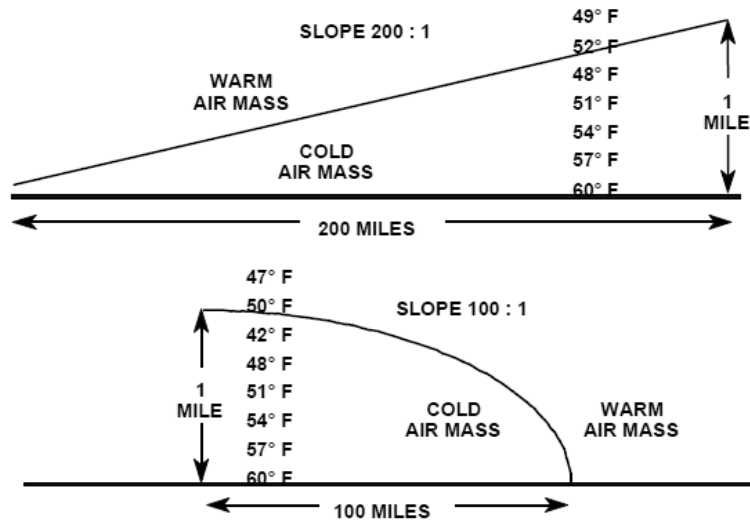 SLOPE 200 : 1
49° F
52° F
48° F
51° F
54° F
57° F
60° F
WARM
AIR MASS
COLD
AIR MASS
1
MILE
200 MILES
47° F
50° F
42° F
48° F
51° F
54° F
57° F
60° F
SLOPE 100 : 1
1
MILE
COLD
AIR MASS
WARM
AIR MASS
100 MILES